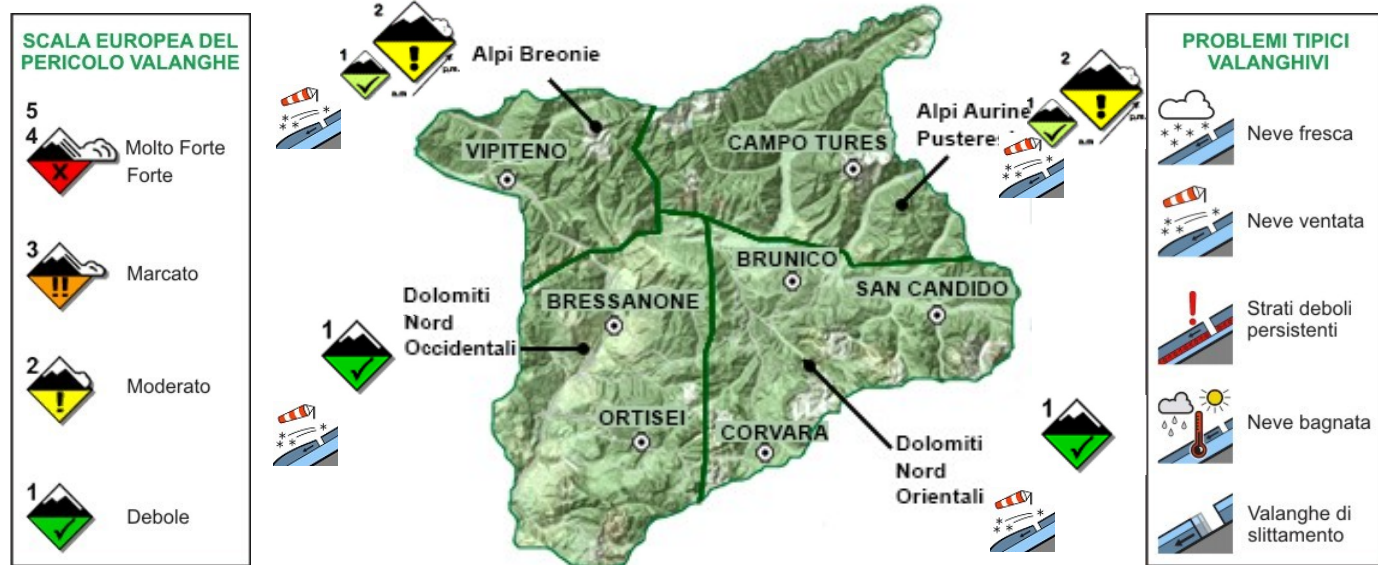 SCALA EUROPEA DEL
PERICOLO VALANGHE
5
4
Molto Forte
Forte
3
Marcato
2
Moderato
1
Debole
2
1
p.m.
a.m
Alpi Breonie
VIPITENO
CAMPO TURES
Alpi Aurine
Pustere
2
1
p.m.
a.m
BRUNICO
SAN CANDIDO
Dolomiti
Nord
Occidentali
1
BRESSANONE
ORTISEI
CORVARA
Dolomiti
Nord
Orientali
1
PROBLEMI TIPICI
VALANGHIVI
Neve fresca
Neve ventata
Strati deboli
persistenti
Neve bagnata
Valanghe di
slittamento